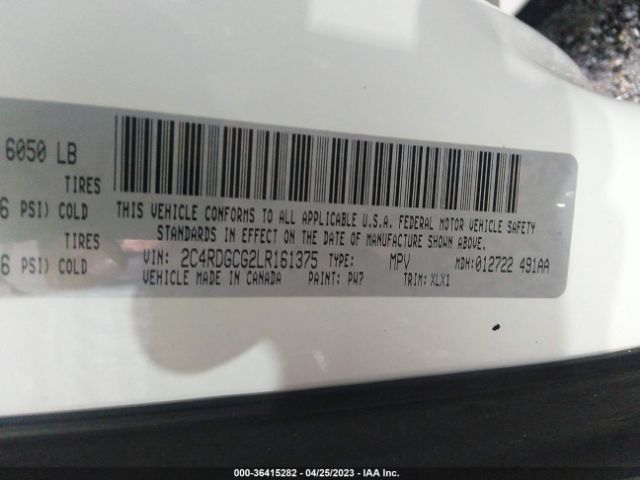 6050 LB
TIRES
6 PSI) COLD
TIRES
6 PSI) COLD
THIS VEHICLE CONFORMS TO ALL APPLICABLE U.S.A. FEDERAL MOTOR VEHICLE SAFETY
STANDARDS IN EFFECT ON THE DATE OF MANUFACTURE SHOWN ABOVE.
VIN: 2C4RDGCG2LR161375 TYPE: MPV MDH:012722 491AA
VEHICLE MADE IN CANADA PAINT: PW7 TRIM:XLX1
000-36415282 - 04/25/2023 - IAAI. COM